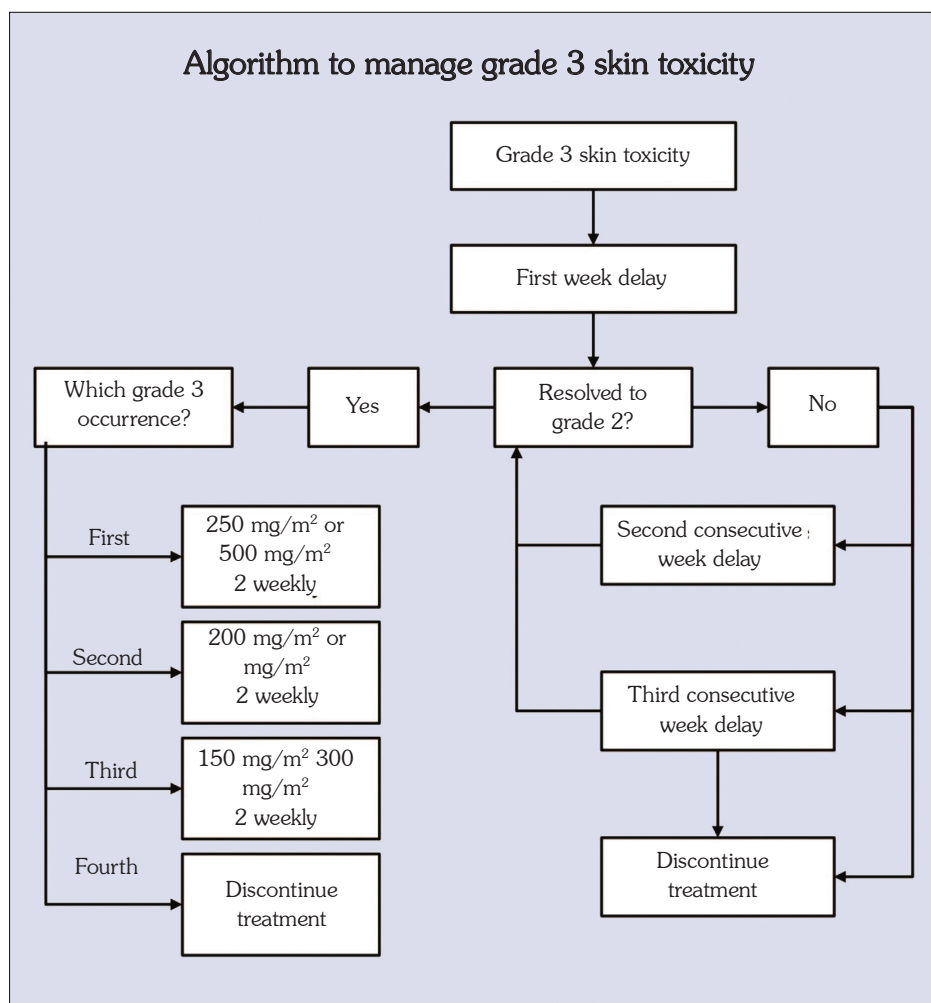 Algorithm to manage grade 3 skin toxicity
Grade 3 skin toxicity
First week delay
Resolved to
grade 2?
Yes
No
Which grade 3
occurrence?
First
250 mg/m² or
500 mg/m²
2 weekly
Second
200 mg/m² or
mg/m²
2 weekly
Third
150 mg/m² 300
mg/m²
2 weekly
Fourth
Discontinue
treatment
Second consecutive
week delay
Third consecutive
week delay
Discontinue
treatment